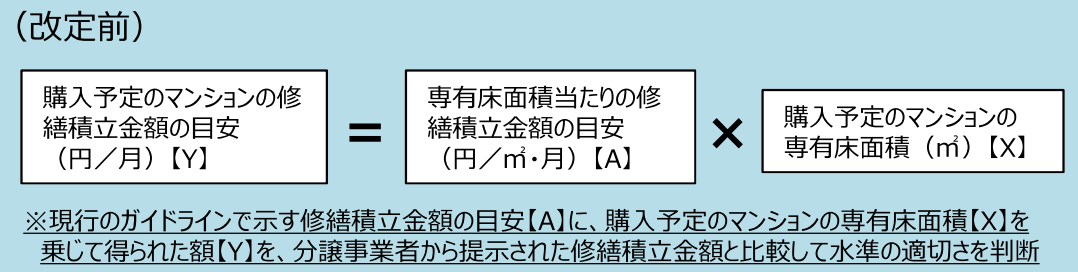 （改定前）
購入予定のマンションの修
繕積立金額の目安
（円／月）【Y】
＝
専有床面積当たりの修
繕積立金額の目安
（円／㎡・月）【A】
×
購入予定のマンションの
専有床面積（㎡）【X】
※現行のガイドラインで示す修繕積立金額の目安【A】に、購入予定のマンションの専有床面積【X】を
乗じて得られた額【Y】を、分譲事業者から提示された修繕積立金額と比較して水準の適切さを判断